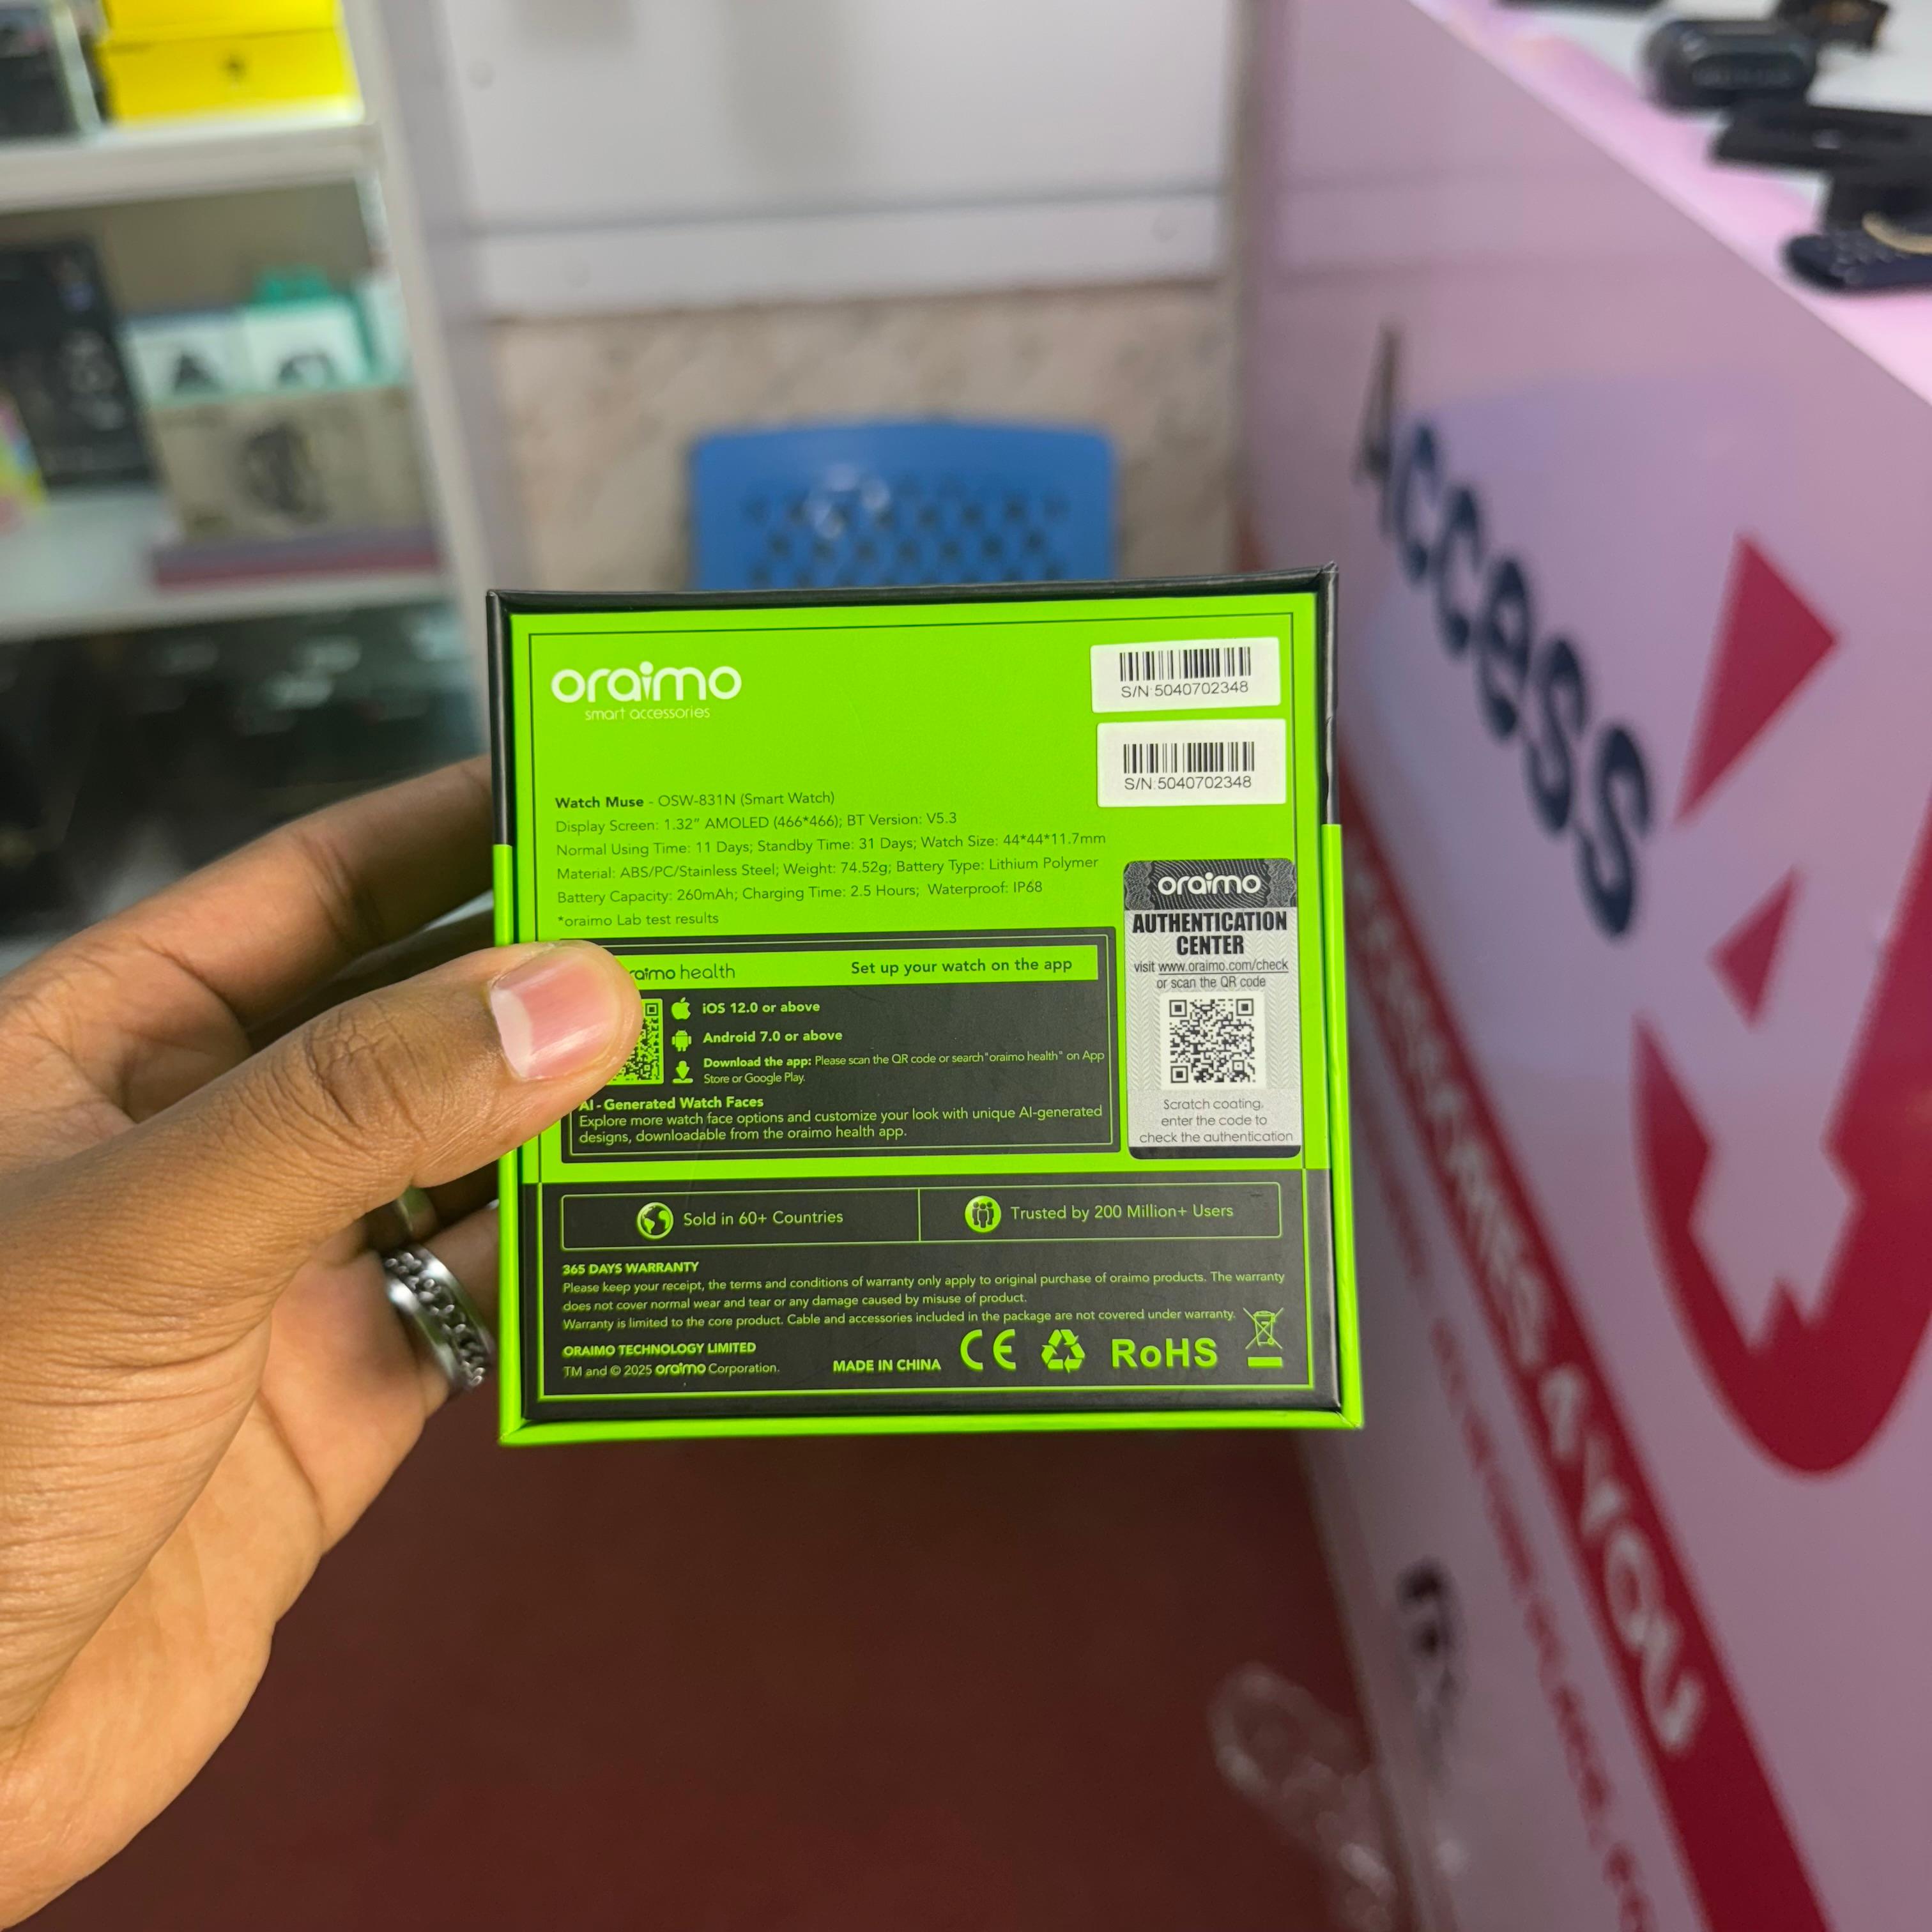 oraimo
smart accessories
S/N:5040702348
S/N:5040702348
Watch Muse - OSW-831N (Smart Watch)
Display Screen: 1.32" AMOLED (466*466); BT Version: V5.3
Normal Using Time: 11 Days; Standby Time: 31 Days; Watch Size: 44*44*11.7mm
Material: ABS/PC/Stainless Steel; Weight: 74.52g; Battery Type: Lithium Polymer
Battery Capacity: 260mAh; Charging Time: 2.5 Hours; Waterproof: IP68
*oraimo Lab test results
health
Set up your watch on the app
iOS 12.0 or above
Android 7.0 or above
Download the app: Please scan the QR code or search"oraimo health" on App
Store or Google Play.
AI-Generated Watch Faces
Explore more watch face options and customize your look with unique AI-generated
designs, downloadable from the oraimo health app.
oraimo
AUTHENTICATION
CENTER
visit www.oraimo.com/check
or scan the QR code
Scratch coating,
enter the code to
check the authentication
Sold in 60+ Countries
Trusted by 200 Million+ Users
365 DAYS WARRANTY
Please keep your receipt, the terms and conditions of warranty only apply to original purchase of oraimo products. The warranty
does not cover normal wear and tear or any damage caused by misuse of product.
Warranty is limited to the core product. Cable and accessories included in the package are not covered under warranty.
ORAIMO TECHNOLOGY LIMITED
TM and © 2025 oraimo Corporation.
MADE IN CHINA
CE
RoHS
Access